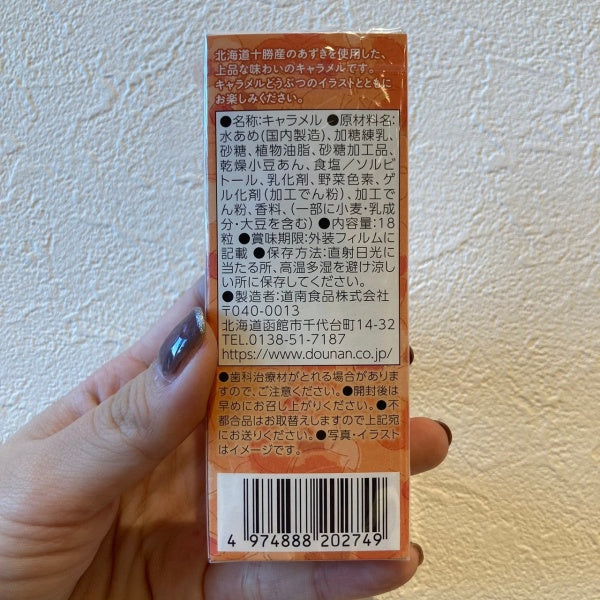 北海道十勝産のあずきを使用した、
上品な味わいのキャラメルです。
キャラメルどうぶつのイラストとともに
お楽しみください。
●名称:キャラメル ●原材料名:
水あめ(国内製造)、加糖練乳、
砂糖、植物油脂、砂糖加工品、
乾燥小豆あん、食塩／ソルビ
トール、乳化剤、野菜色素、ゲ
ル化剤(加工でん粉)、加工で
ん粉、香料、(一部に小麦・乳成
分・大豆を含む) ●内容量:18
粒 ●賞味期限:外装フィルムに
記載 ●保存方法:直射日光に
当たる所、高温多湿を避け涼し
い所に保存してください。
●製造者:道南食品株式会社
〒040-0013
北海道函館市千代台町14-32
TEL.0138-51-7187
https://www.dounan.co.jp/
●歯科治療材がとれる場合がありま
すので、ご注意ください。●開封後は
早めにお召し上がりください。●不
都合品はお取替えしますので上記宛
にお送りください。●写真・イラスト
はイメージです。
4 974888 202749